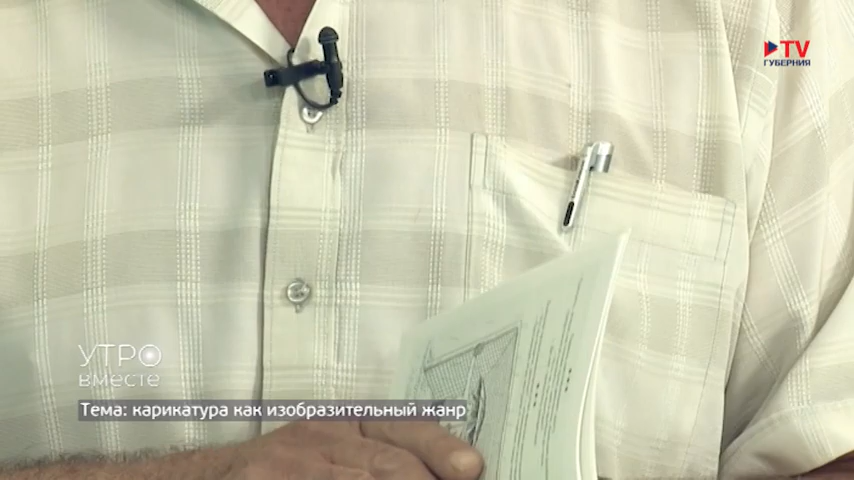 TV
ГУБЕРНИЯ
УТРО
вместе
Тема: карикатура как изобразительный жанр